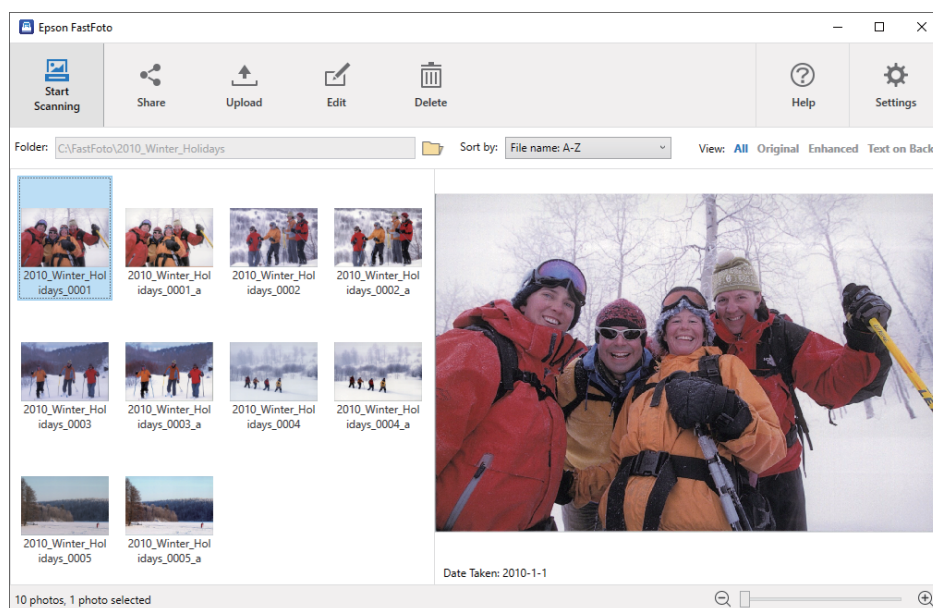 Epson FastFoto
Start
Scanning
Share
Upload
Edit
Delete
Help
Settings
Folder: C:\FastFoto\2010_Winter_Holidays
Sort by: File name: A-Z
View: All Original Enhanced Text on Back
2010_Winter_Hol
idays_0001
2010_Winter_Hol
idays_0001_a
2010_Winter_Hol
idays_0002
2010_Winter_Hol
idays_0002_a
2010_Winter_Hol
idays_0003
2010_Winter_Hol
idays_0003_a
2010_Winter_Hol
idays_0004
2010_Winter_Hol
idays_0004_a
2010_Winter_Hol
idays_0005
2010_Winter_Hol
idays_0005_a
Date Taken: 2010-1-1
10 photos, 1 photo selected